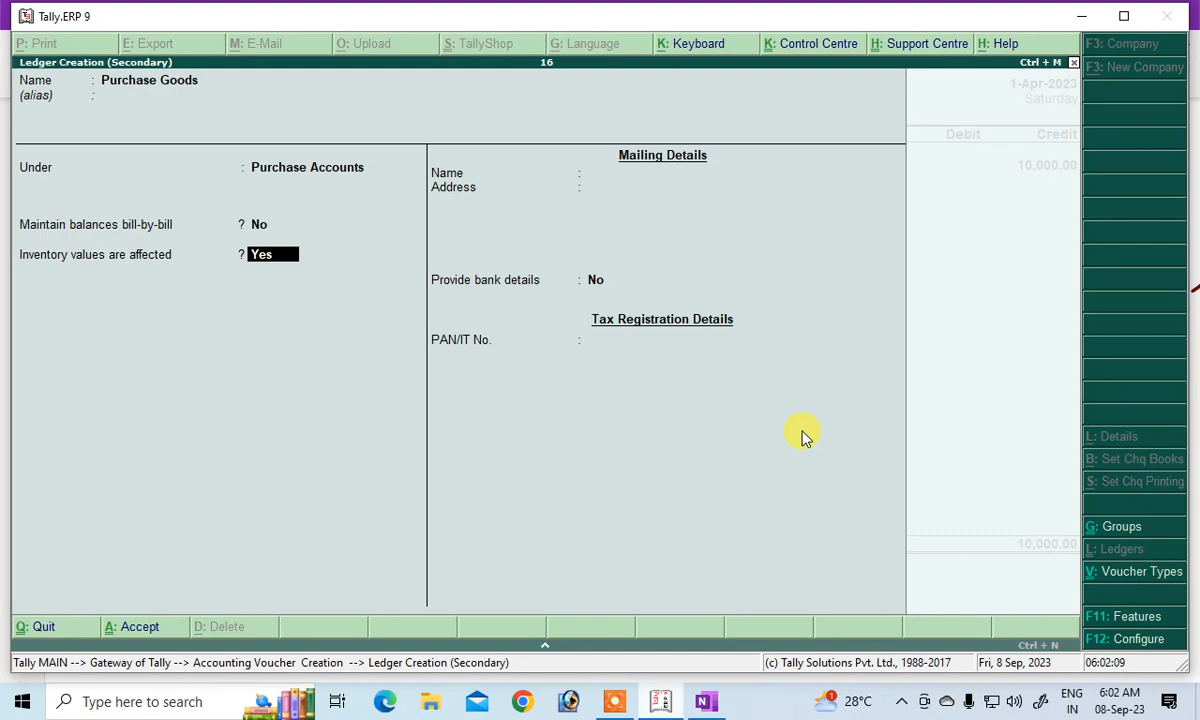 Tally.ERP 9
P: Print E: Export M: E-Mail O: Upload S: TallyShop G: Language K: Keyboard K: Control Centre H: Support Centre H: Help
F3: Company
F3: New Company
Ledger Creation (Secondary) 16 Ctrl + M
Name : Purchase Goods
(alias) :
1-Apr-2023
Saturday
Debit Credit
10,000.00
Under : Purchase Accounts
Maintain balances bill-by-bill ? No
Inventory values are affected ? Yes
Mailing Details
Name :
Address :
Provide bank details : No
Tax Registration Details
PAN/IT No. :
10,000.00
L: Details
B: Set Chq Books
S: Set Chq Printing
G: Groups
L: Ledgers
V: Voucher Types
F11: Features
F12: Configure
Q: Quit A: Accept D: Delete
Ctrl + N
Tally MAIN --> Gateway of Tally --> Accounting Voucher Creation --> Ledger Creation (Secondary) (c) Tally Solutions Pvt. Ltd., 1988-2017 Fri, 8 Sep, 2023 06:02:09
Type here to search
28°C
ENG
IN
6:02 AM
08-Sep-23